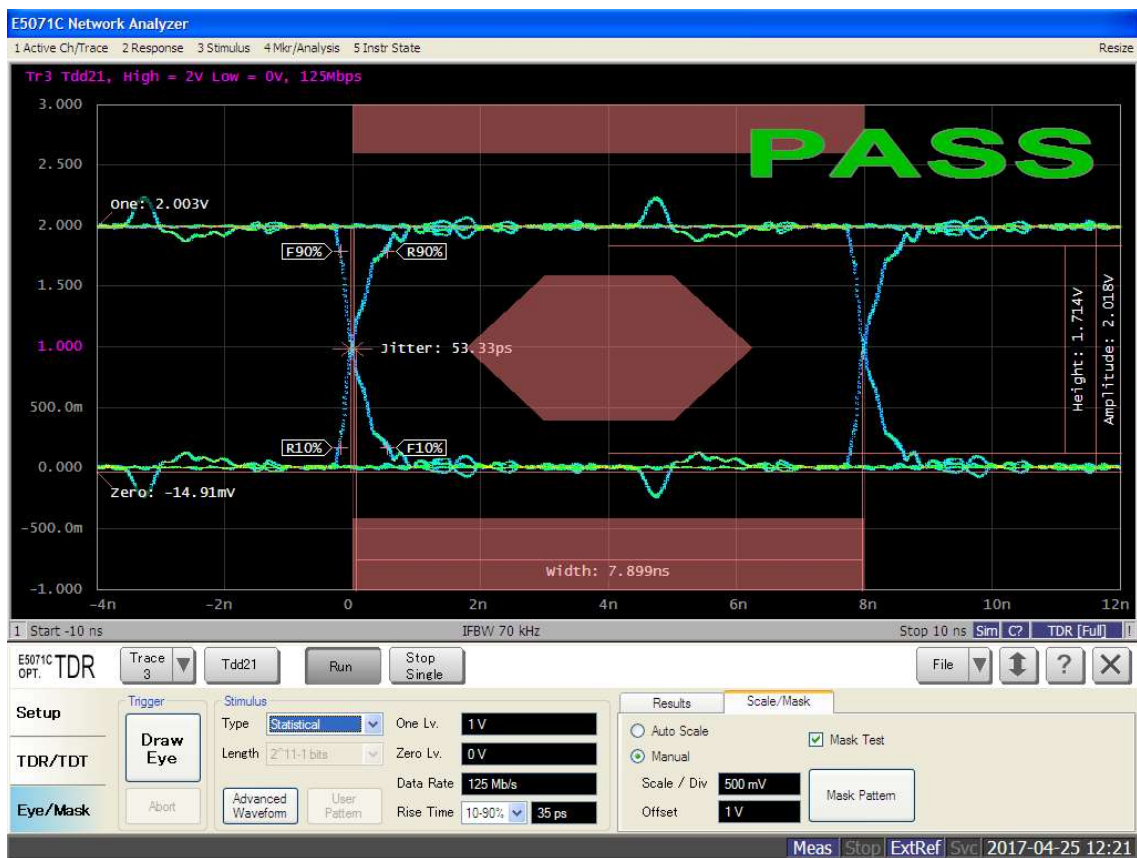 E5071C Network Analyzer
1 Active Ch/Trace 2 Response 3 Stimulus 4 Mkr/Analysis 5 Instr State Resize
Tr3 Tdd21, High = 2V Low = 0V, 125Mbps
3.000
PASS
2.500
One: 2.003V
2.000
F90% R90%
1.500
1.000
Jitter: 53.33ps
Height: 1.714V
Amplitude: 2.018V
500.0m
R10% F10%
0.000
Zero: -14.91mV
-500.0m
Width: 7.899ns
-1.000
-4n -2n 0 2n 4n 6n 8n 10n 12n
1 Start -10 ns IFBW 70 kHz Stop 10 ns Sim C? TDR [Full] !
E5071C OPT. TDR Trace 3 Tdd21 Run Stop Single File ?
Setup
TDR/TDT
Eye/Mask
Trigger
Draw Eye
Abort
Stimulus
Type Statistical One Lv. 1 V
Length 2^11-1 bits Zero Lv. 0 V
Data Rate 125 Mb/s
Advanced Waveform User Pattern Rise Time 10-90% 35 ps
Results Scale/Mask
Auto Scale Mask Test
Manual
Scale / Div 500 mV Mask Pattern
Offset 1 V
Meas Stop ExtRef Svc 2017-04-25 12:21